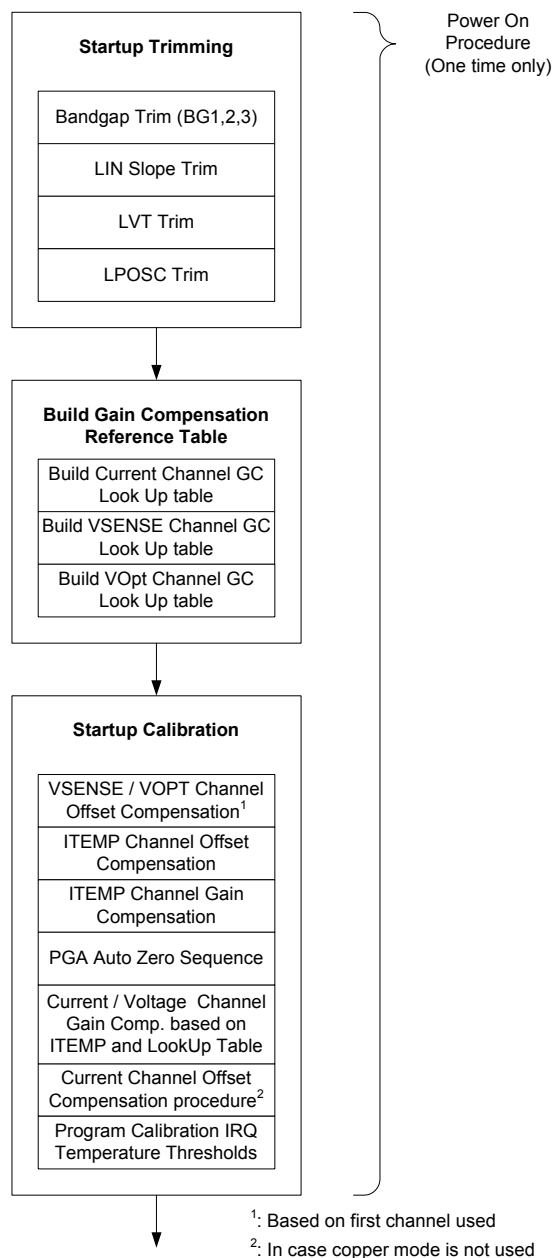 Power On
Procedure
(One time only)
Startup Trimming
Bandgap Trim (BG1,2,3)
LIN Slope Trim
LVT Trim
LPOSC Trim
Build Gain Compensation
Reference Table
Build Current Channel GC
Look Up table
Build VSENSE Channel GC
Look Up table
Build VOpt Channel GC
Look Up table
Startup Calibration
VSENSE / VOPT Channel
Offset Compensation¹
ITEMP Channel Offset
Compensation
ITEMP Channel Gain
Compensation
PGA Auto Zero Sequence
Current / Voltage Channel
Gain Comp. based on
ITEMP and LookUp Table
Current Channel Offset
Compensation procedure²
Program Calibration IRQ
Temperature Thresholds
¹: Based on first channel used
²: In case copper mode is not used